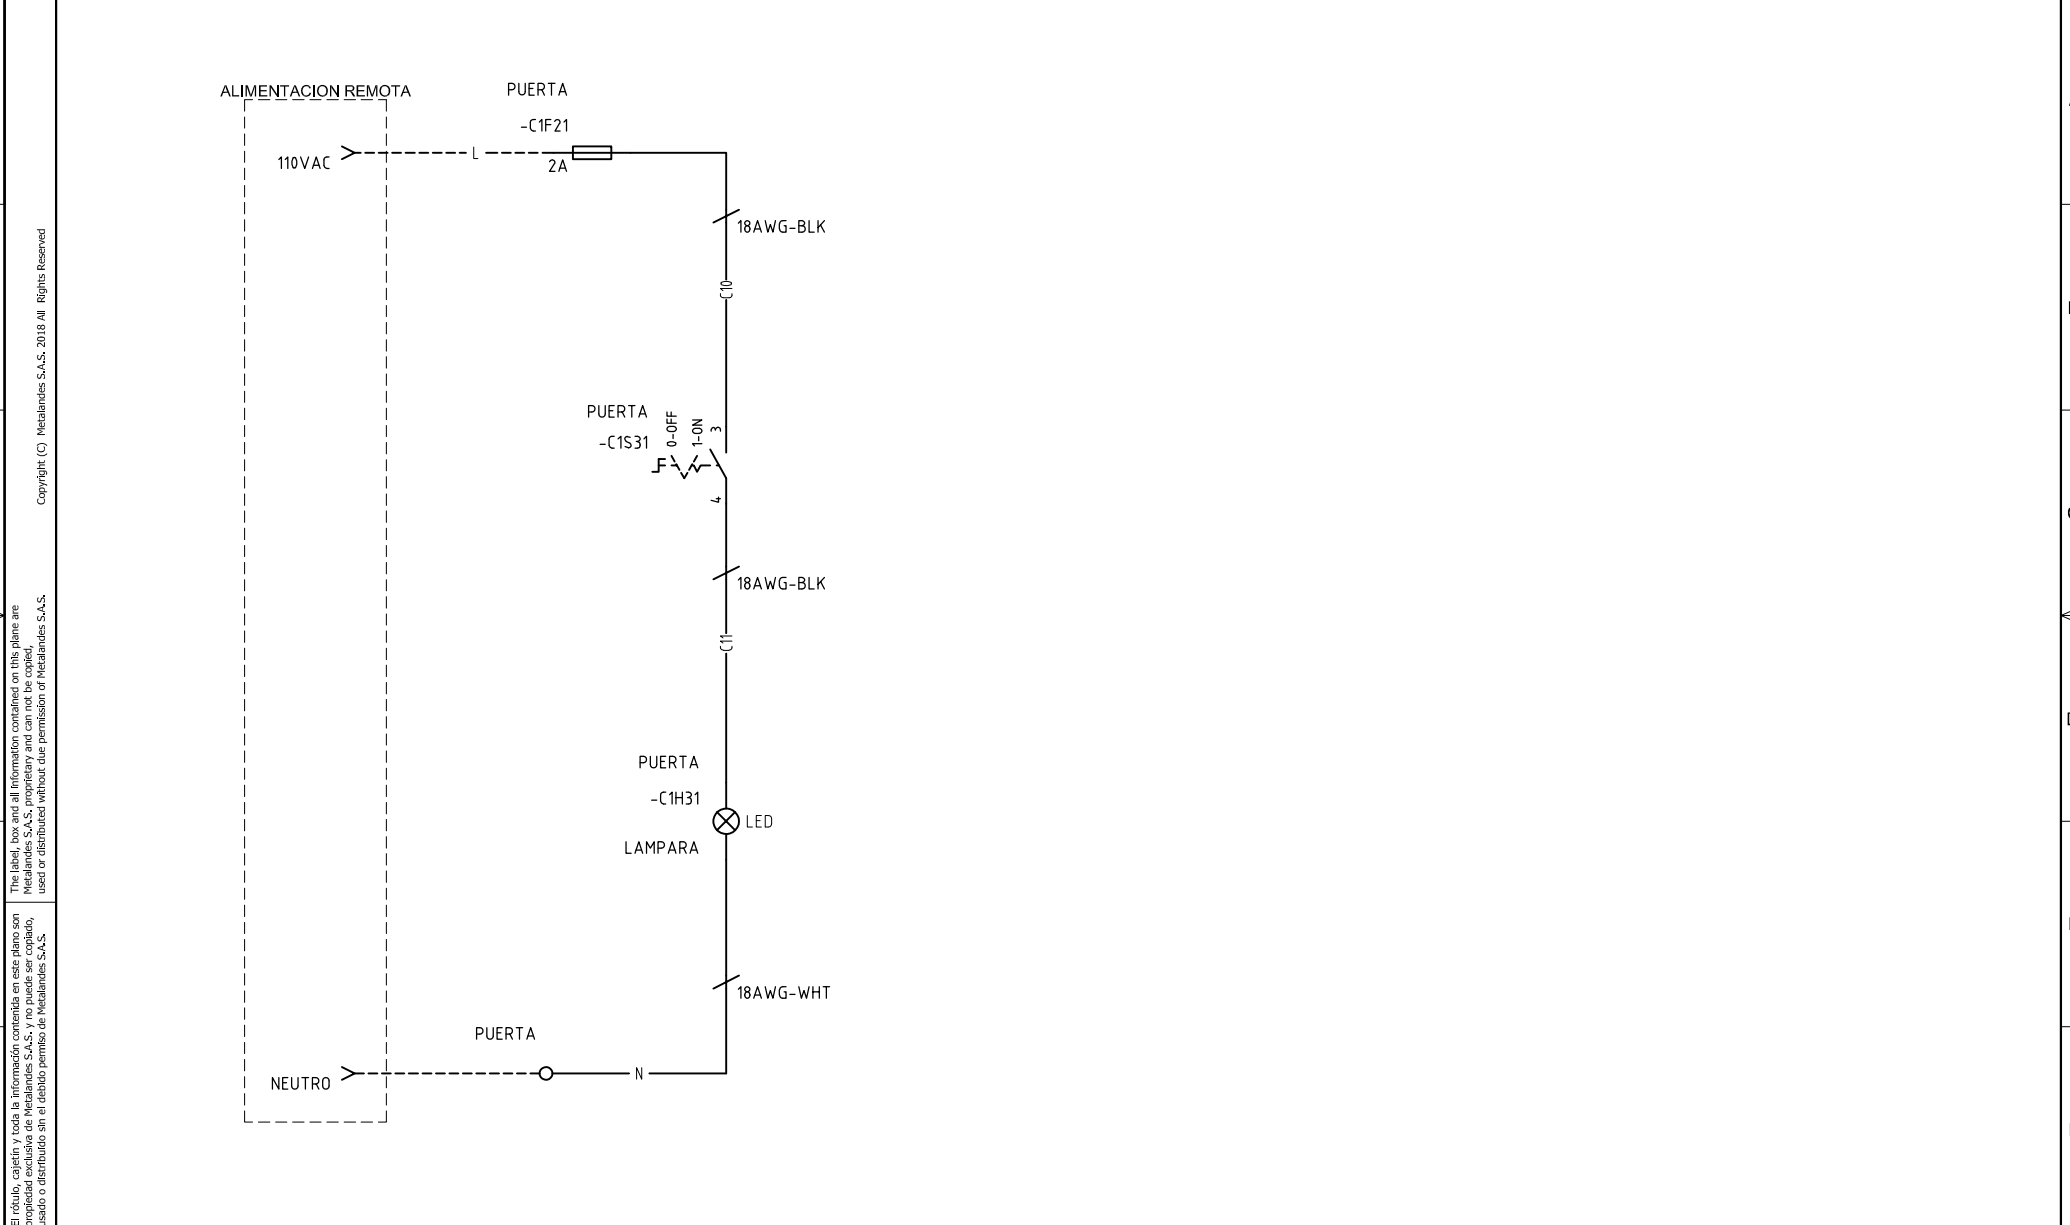 ALIMENTACION REMOTA
PUERTA
-C1F21
110VAC
L
2A
18AWG-BLK
C10
PUERTA
-C1S31
0-OFF
1-ON
3
4
18AWG-BLK
C11
PUERTA
-C1H31
LED
LAMPARA
18AWG-WHT
PUERTA
NEUTRO
N
Copyright (C) Metalandes S.A.S. 2018 All Rights Reserved
The label, box and all information contained on this plane are
Metalandes S.A.S. proprietary and can not be copied,
used or distributed without due permission of Metalandes S.A.S.
El rótulo, cajetín y toda la información contenida en este plano son
propiedad exclusiva de Metalandes S.A.S. y no puede ser copiado,
usado o distribuido sin el debido permiso de Metalandes S.A.S.